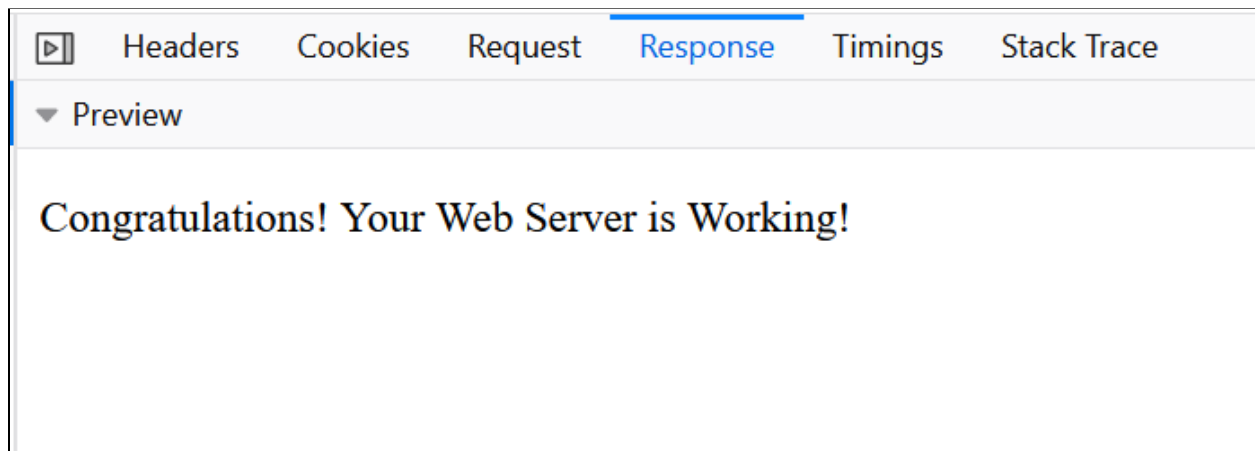 Headers Cookies Request Response Timings Stack Trace
Preview
Congratulations! Your Web Server is Working!